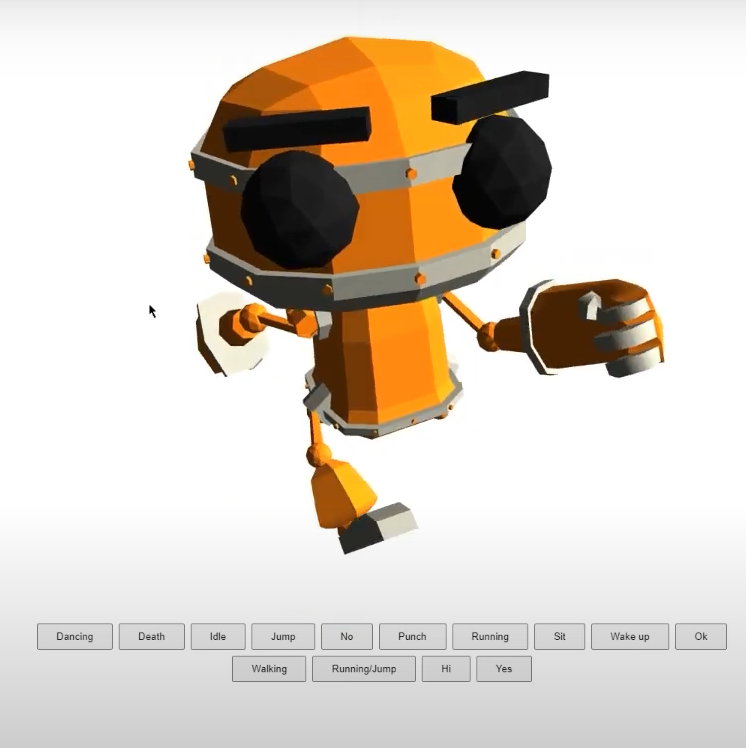 Dancing Death Idle Jump No Punch Running Sit Wake up Ok
Walking Running/Jump Hi Yes